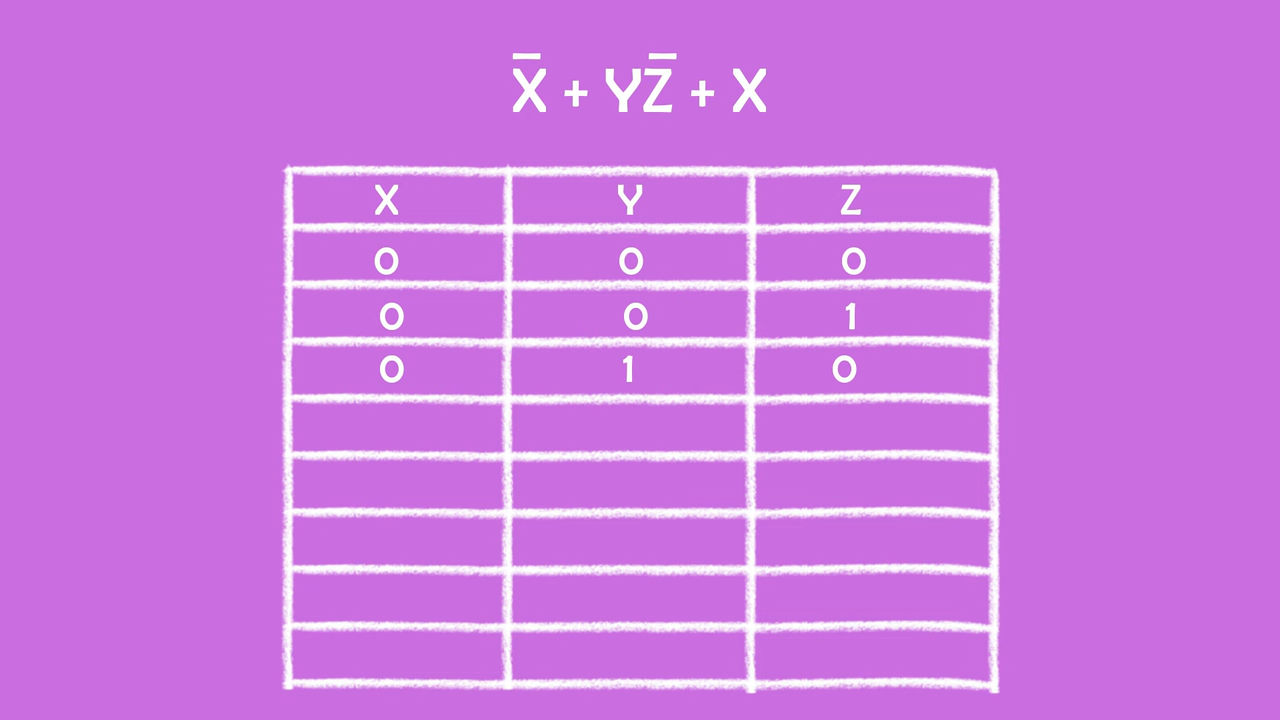 X̅ + YZ̅ + X
X Y Z
0 0 0
0 0 1
0 1 0